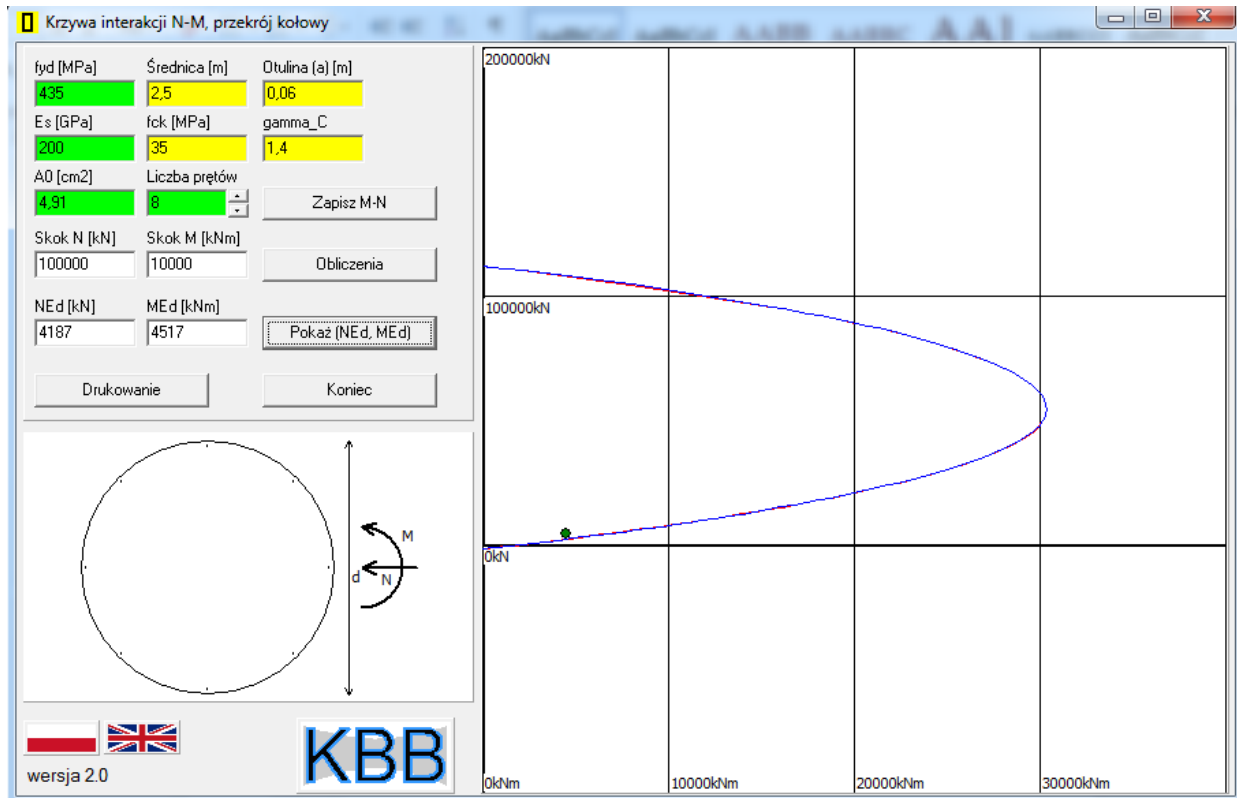 Krzywa interakcji N-M, przekrój kołowy
fyd [MPa] Średnica [m] Otulina (a) [m]
435 2,5 0,06
Es [GPa] fck [MPa] gamma_C
200 35 1,4
A0 [cm2] Liczba prętów
4,91 8 Zapisz M-N
Skok N [kN] Skok M [kNm]
100000 10000 Obliczenia
NEd [kN] MEd [kNm]
4187 4517 Pokaż (NEd, MEd)
Drukowanie Koniec
M
d N
KBB
wersja 2.0
200000kN
100000kN
0kN
0kNm 10000kNm 20000kNm 30000kNm